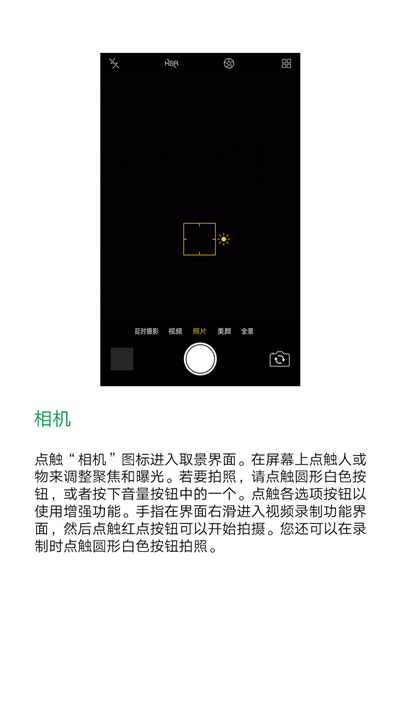 HDR
延时摄影 视频 照片 美颜 全景
相机
点触“相机”图标进入取景界面。在屏幕上点触人或
物来调整聚焦和曝光。若要拍照，请点触圆形白色按
钮，或者按下音量按钮中的一个。点触各选项按钮以
使用增强功能。手指在界面右滑进入视频录制功能界
面，然后点触红点按钮可以开始拍摄。您还可以在录
制时点触圆形白色按钮拍照.